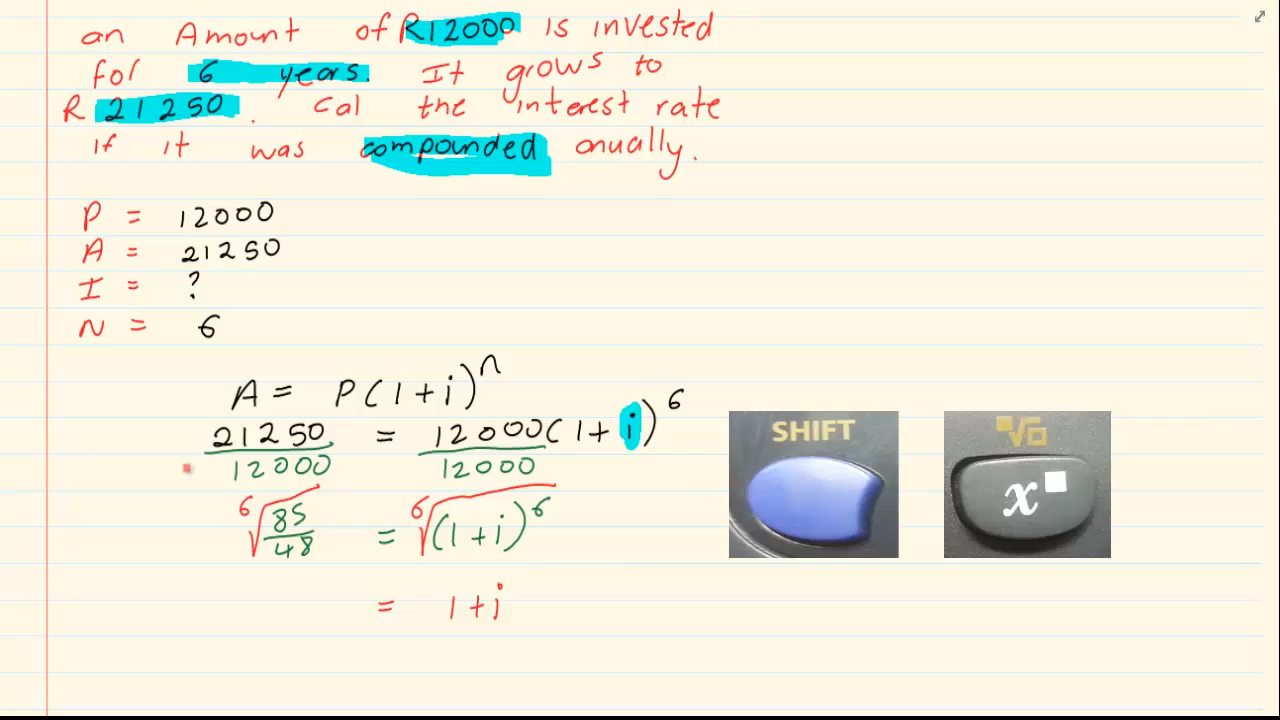 an Amount of R12000 is invested
for 6 years. It grows to
R 21250. Cal the interest rate
if it was compounded anually.
P = 12000
A = 21250
I = ?
N = 6
A = P(1+i)^n
21250 = 12000(1+i)^6
12000 12000
6√85/48 = 6√(1+i)^6
= 1+i
SHIFT
■√□
x■